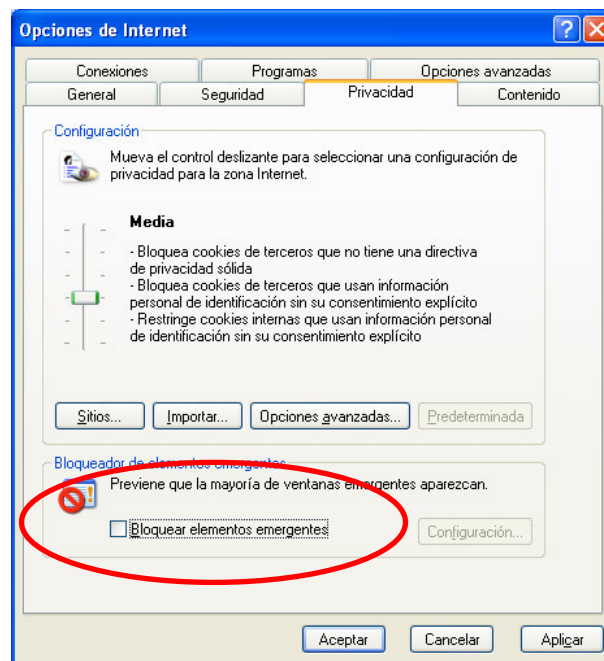 Opciones de Internet
Conexiones Programas Opciones avanzadas
General Seguridad Privacidad Contenido
Configuración
Mueva el control deslizante para seleccionar una configuración de
privacidad para la zona Internet.
Media
- Bloquea cookies de terceros que no tiene una directiva
de privacidad sólida
- Bloquea cookies de terceros que usan información
personal de identificación sin su consentimiento explícito
- Restringe cookies internas que usan información personal
de identificación sin su consentimiento explícito
Sitios... Importar... Opciones avanzadas... Predeterminada
Bloqueador de elementos emergentes
Previene que la mayoría de ventanas emergentes aparezcan.
Bloquear elementos emergentes Configuración...
Aceptar Cancelar Aplicar